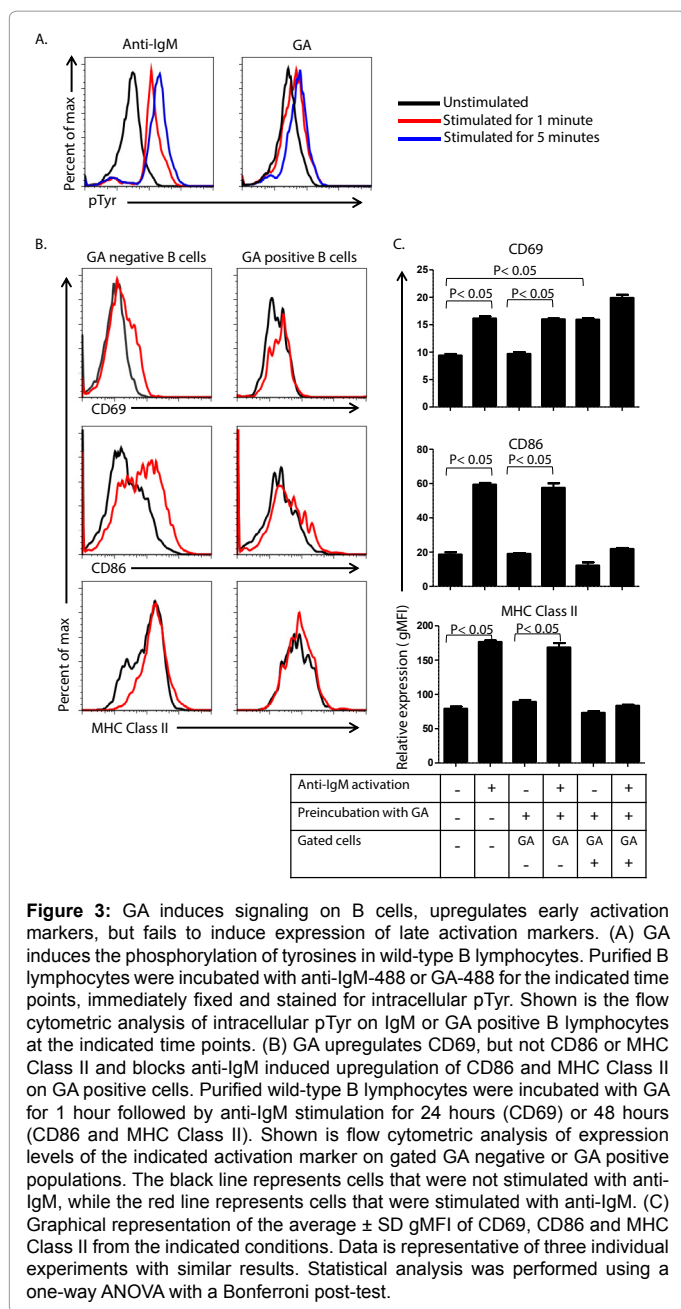 A.
Anti-IgM
GA
Percent of max
pTyr
Unstimulated
Stimulated for 1 minute
Stimulated for 5 minutes
B.
GA negative B cells
GA positive B cells
CD69
CD86
MHC Class II
Percent of max
C.
CD69
P< 0.05
P< 0.05
P< 0.05
25
20
15
10
5
0
CD86
P< 0.05
P< 0.05
80
60
40
20
0
MHC Class II
P< 0.05
P< 0.05
200
150
100
50
0
Relative expression ( gMFI)
Anti-IgM activation - + - + - +
Preincubation with GA - - + + + +
Gated cells - - GA - GA - GA + GA +
Figure 3: GA induces signaling on B cells, upregulates early activation
markers, but fails to induce expression of late activation markers. (A) GA
induces the phosphorylation of tyrosines in wild-type B lymphocytes. Purified B
lymphocytes were incubated with anti-IgM-488 or GA-488 for the indicated time
points, immediately fixed and stained for intracellular pTyr. Shown is the flow
cytometric analysis of intracellular pTyr on IgM or GA positive B lymphocytes
at the indicated time points. (B) GA upregulates CD69, but not CD86 or MHC
Class II and blocks anti-IgM induced upregulation of CD86 and MHC Class II
on GA positive cells. Purified wild-type B lymphocytes were incubated with GA
for 1 hour followed by anti-IgM stimulation for 24 hours (CD69) or 48 hours
(CD86 and MHC Class II). Shown is flow cytometric analysis of expression
levels of the indicated activation marker on gated GA negative or GA positive
populations. The black line represents cells that were not stimulated with anti-
IgM, while the red line represents cells that were stimulated with anti-IgM. (C)
Graphical representation of the average ± SD gMFI of CD69, CD86 and MHC
Class II from the indicated conditions. Data is representative of three individual
experiments with similar results. Statistical analysis was performed using a
one-way ANOVA with a Bonferroni post-test.